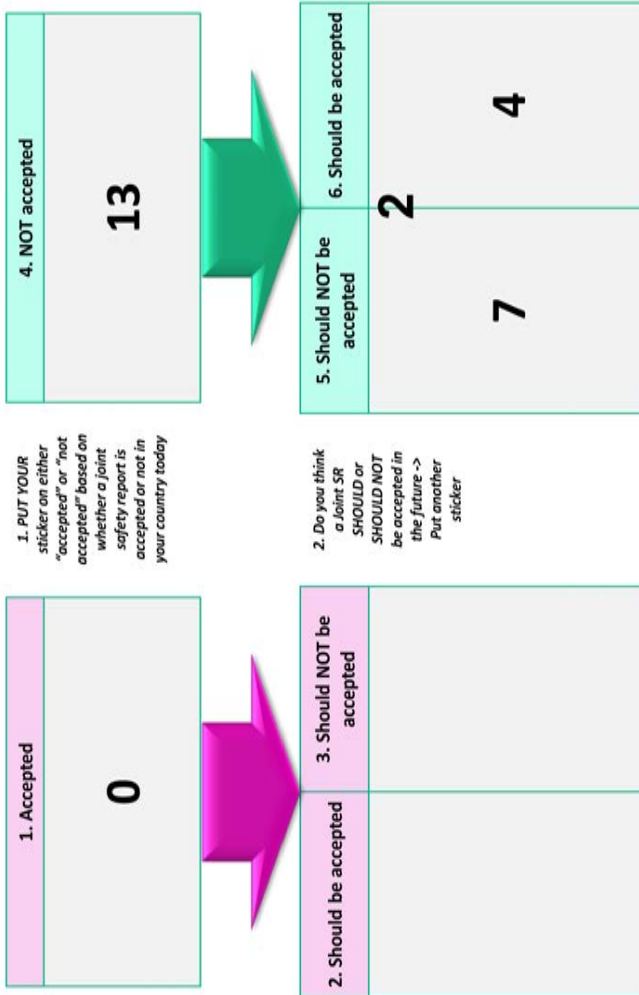 1. Accepted
0
2. Should be accepted
3. Should NOT be
accepted
1. PUT YOUR
sticker on either
"accepted" or "not
accepted" based on
whether a joint
safety report is
accepted or not in
your country today
2. Do you think
a Joint SR
SHOULD or
SHOULD NOT
be accepted in
the future ->
Put another
sticker
4. NOT accepted
13
5. Should NOT be
accepted
6. Should be accepted
2
7
4